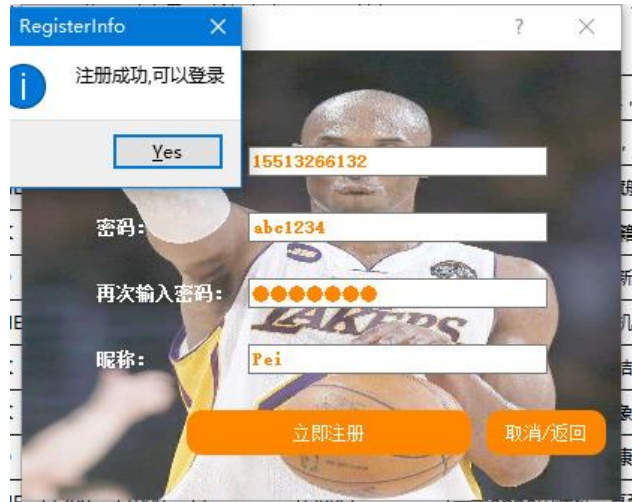 RegisterInfo
注册成功,可以登录
Yes
15513266132
密码:
abc1234
再次输入密码:
●●●●●●●
昵称:
LAKERS
Pei
立即注册
取消/返回